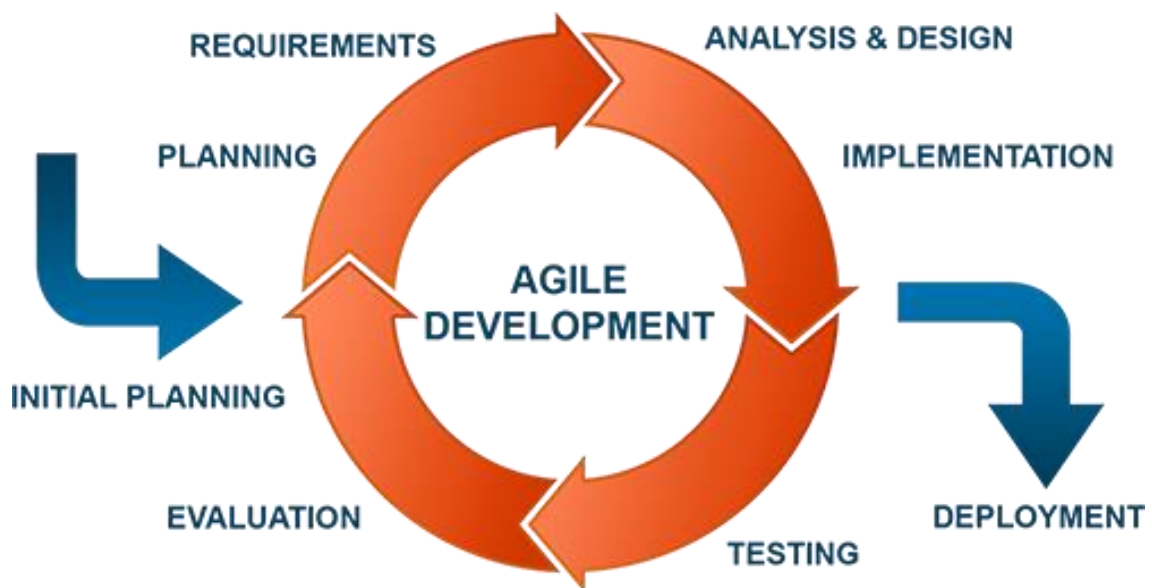 REQUIREMENTS
ANALYSIS & DESIGN
PLANNING
IMPLEMENTATION
AGILE
DEVELOPMENT
INITIAL PLANNING
EVALUATION
DEPLOYMENT
TESTING